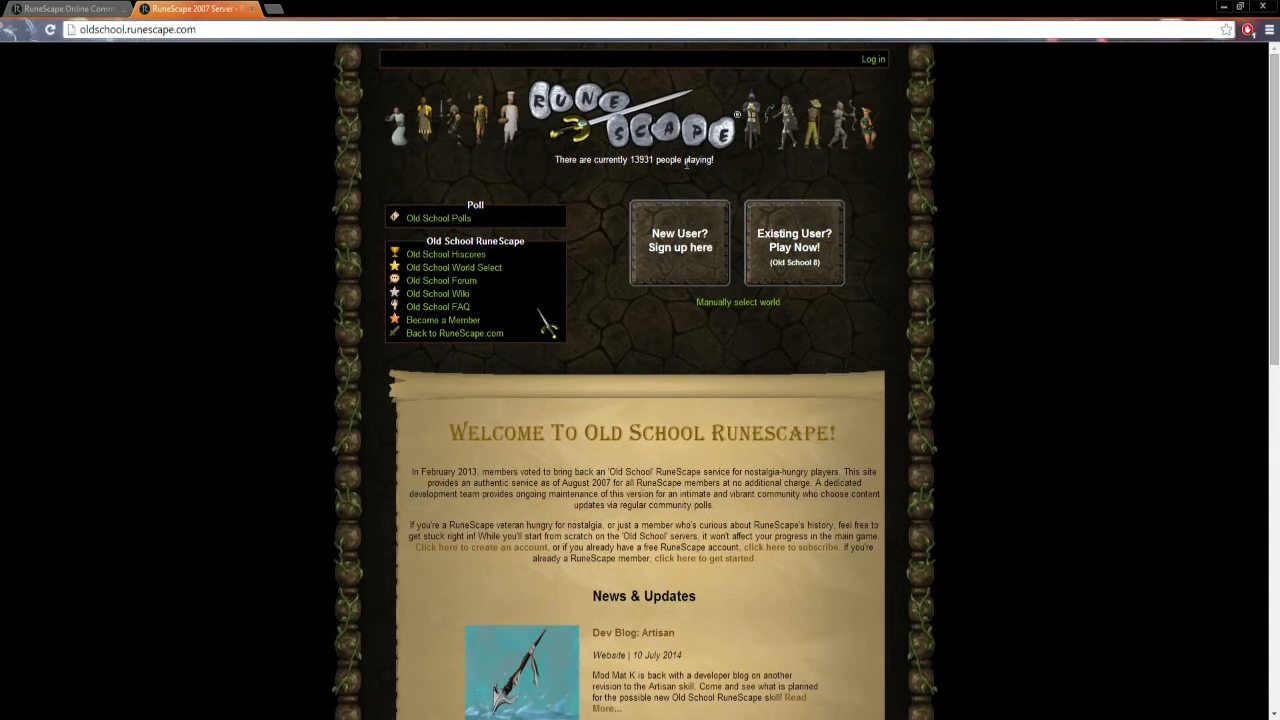 RuneScape Online Comm
RuneScape 2007 Server -
oldschool.runescape.com
Log in
RUNE
SCAPE®
There are currently 13931 people playing!
Poll
Old School Polls
Old School RuneScape
Old School Hiscores
Old School World Select
Old School Forum
Old School Wiki
Old School FAQ
Become a Member
Back to RuneScape.com
New User?
Sign up here
Existing User?
Play Now!
(Old School 8)
Manually select world
WELCOME TO OLD SCHOOL RUNESCAPE!
In February 2013, members voted to bring back an 'Old School' RuneScape service for nostalgia-hungry players. This site
provides an authentic service as of August 2007 for all RuneScape members at no additional charge. A dedicated
development team provides ongoing maintenance of this version for an intimate and vibrant community who choose content
updates via regular community polls.
If you're a RuneScape veteran hungry for nostalgia, or just a member who's curious about RuneScape's history, feel free to
get stuck right in! While you'll start from scratch on the 'Old School' servers, it won't affect your progress in the main game.
Click here to create an account, or if you already have a free RuneScape account, click here to subscribe. If you're
already a RuneScape member, click here to get started.
News & Updates
Dev Blog: Artisan
Website | 10 July 2014
Mod Mat K is back with a developer blog on another
revision to the Artisan skill. Come and see what is planned
for the possible new Old School RuneScape skill! Read
More...